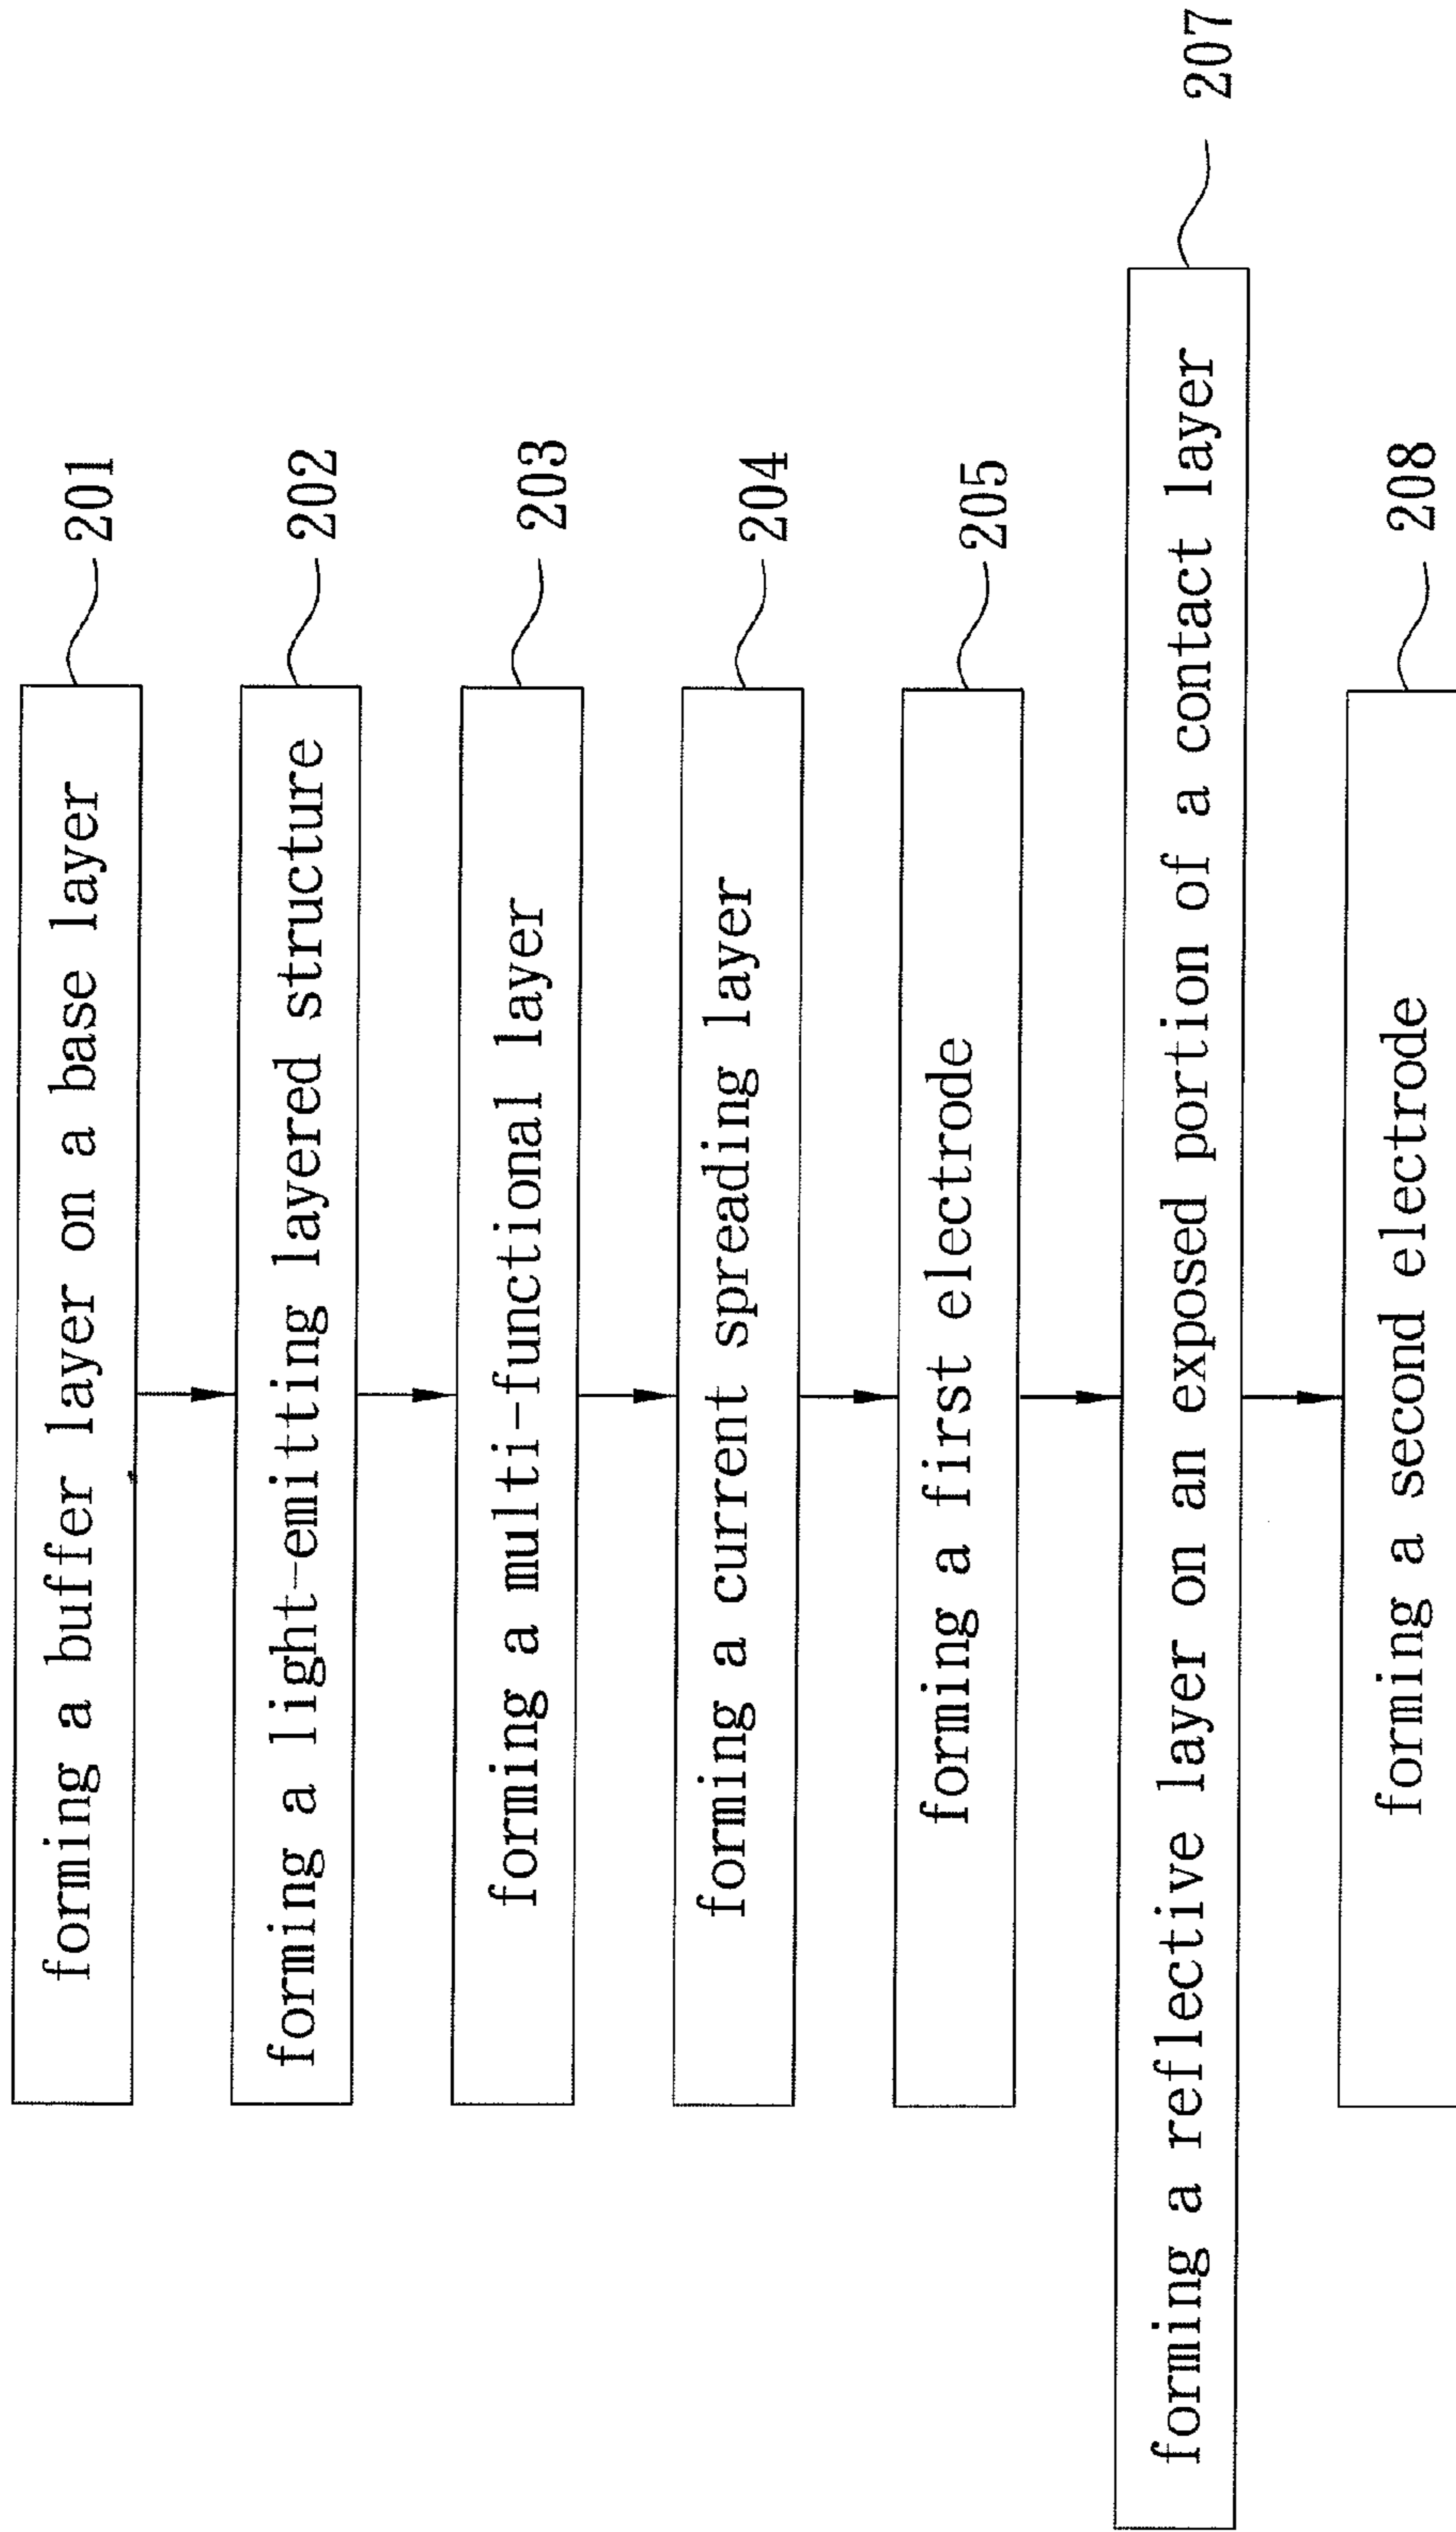 forming a buffer layer on a base layer
201
forming a light-emitting layered structure
202
forming a multi-functional layer
203
forming a current spreading layer
204
forming a first electrode
205
forming a reflective layer on an exposed portion of a contact layer
207
forming a second electrode
208